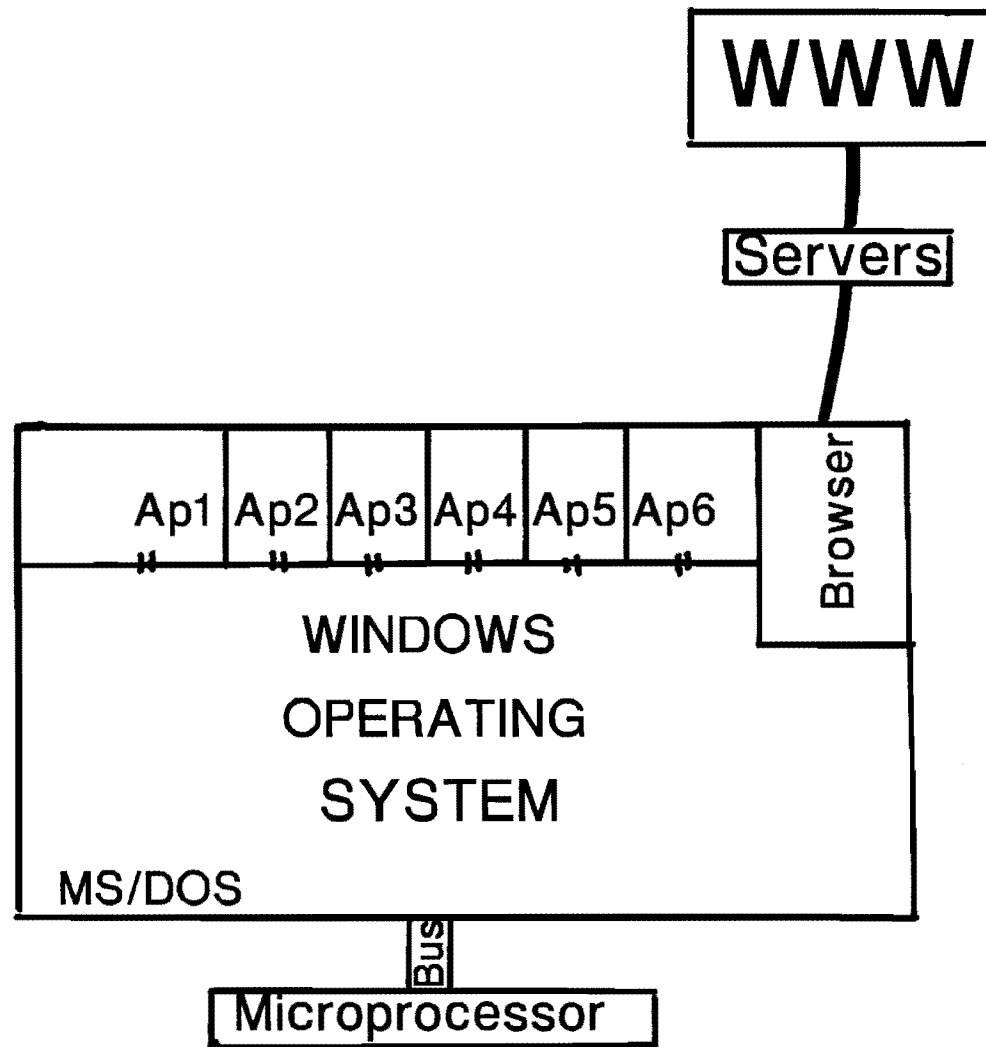 WWW
Servers
Ap1 Ap2 Ap3 Ap4 Ap5 Ap6
Browser
WINDOWS
OPERATING
SYSTEM
MS/DOS
Bus
Microprocessor